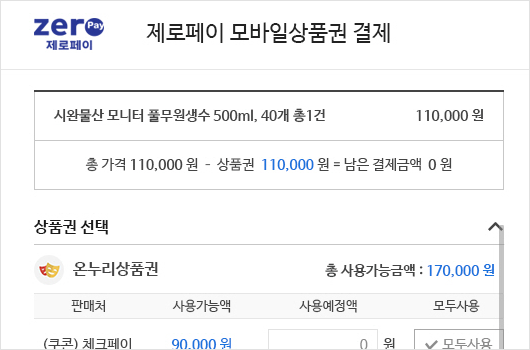 zero Pay
제로페이
제로페이 모바일상품권 결제
시완물산 모니터 풀무원생수 500ml, 40개 총1건 110,000 원
총 가격 110,000 원 - 상품권 110,000 원 = 남은 결제금액 0 원
상품권 선택
온누리상품권 총 사용가능금액 : 170,000 원
판매처 사용가능액 사용예정액 모두사용
(쿠콘) 체크페이 90,000 원 0 원 모두사용